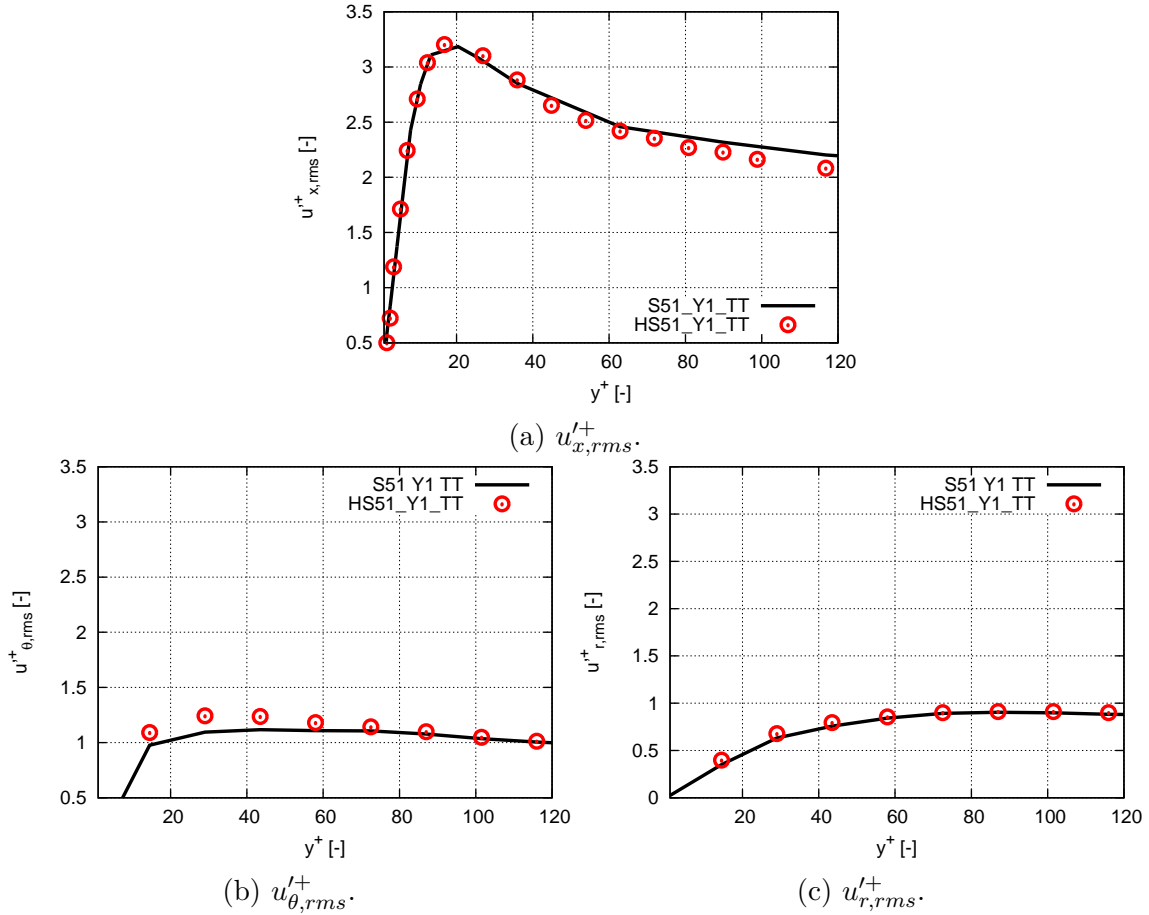 3.5
3
2.5
2
1.5
1
0.5
u'+x,rms [-]
S51_Y1_TT
HS51_Y1_TT
20 40 60 80 100 120
y+ [-]
(a) u′+x,rms.
3.5
3
2.5
2
1.5
1
0.5
u'+θ,rms [-]
S51 Y1 TT
HS51_Y1_TT
20 40 60 80 100 120
y+ [-]
(b) u′+θ,rms.
3.5
3
2.5
2
1.5
1
0.5
0
u'+r,rms [-]
S51 Y1 TT
HS51_Y1_TT
20 40 60 80 100 120
y+ [-]
(c) u′+r,rms.